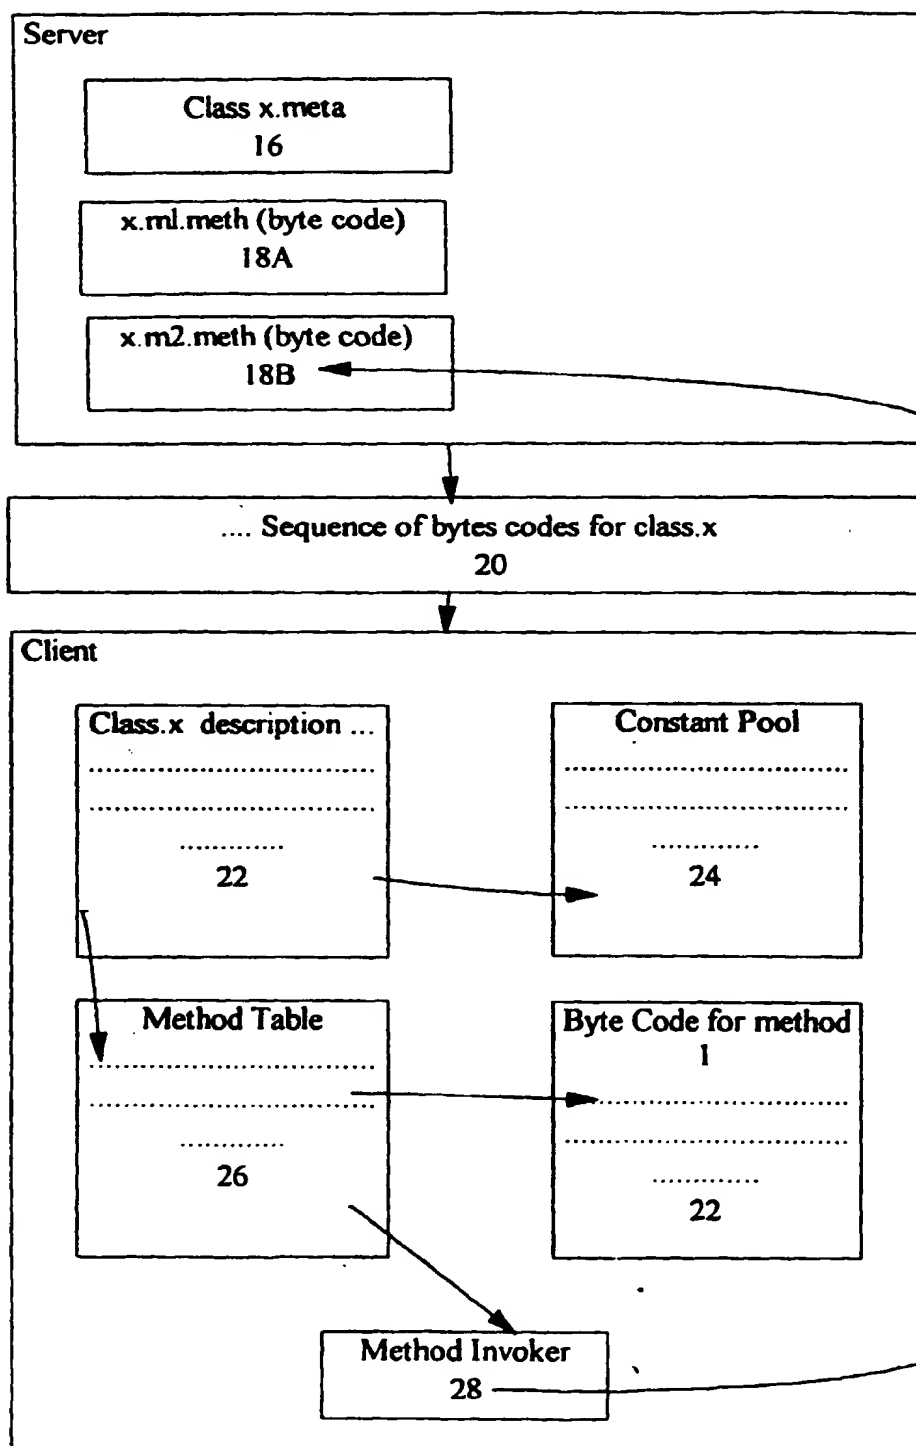 Server
Class x.meta
16
x.ml.meth (byte code)
18A
x.m2.meth (byte code)
18B
.... Sequence of bytes codes for class.x
20
Client
Class.x description ...
22
Constant Pool
24
Method Table
26
Byte Code for method
1
22
Method Invoker
28